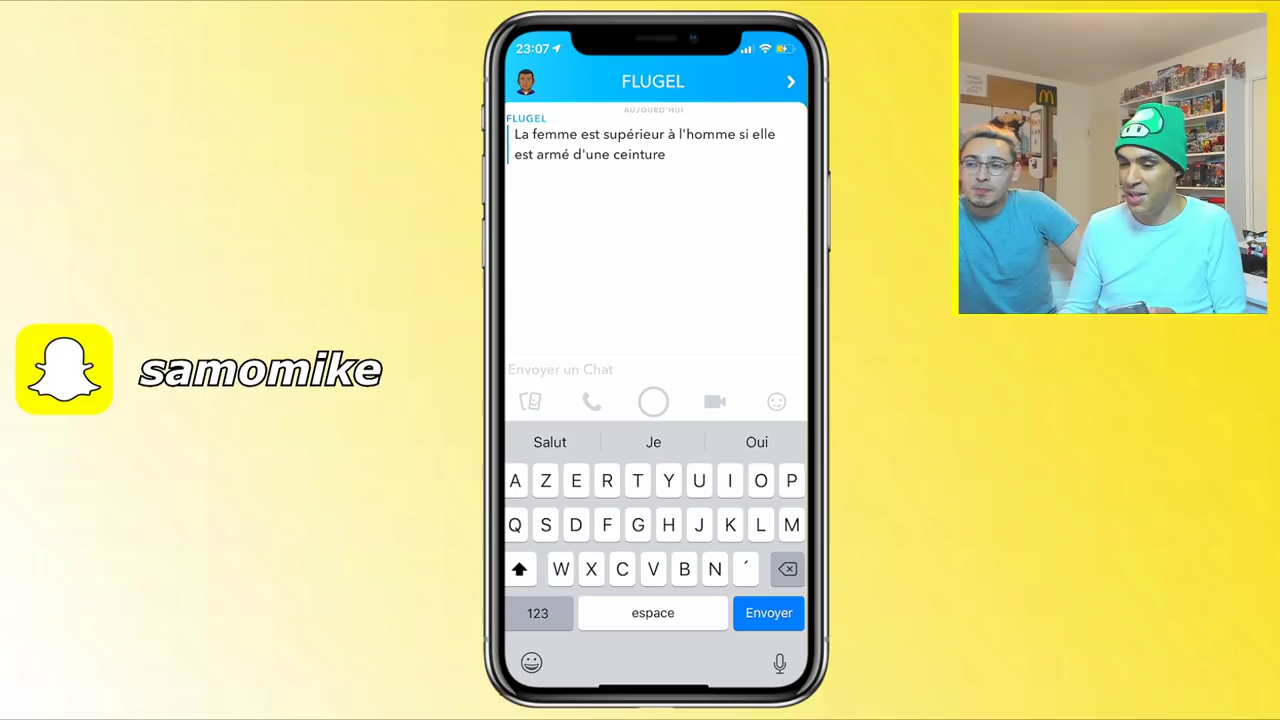 23:07
FLUGEL
AUJOURD'HUI
FLUGEL
La femme est supérieur à l'homme si elle
est armé d'une ceinture
samomike
Envoyer un Chat
Salut Je Oui
A Z E R T Y U I O P
Q S D F G H J K L M
W X C V B N ´
123 espace Envoyer